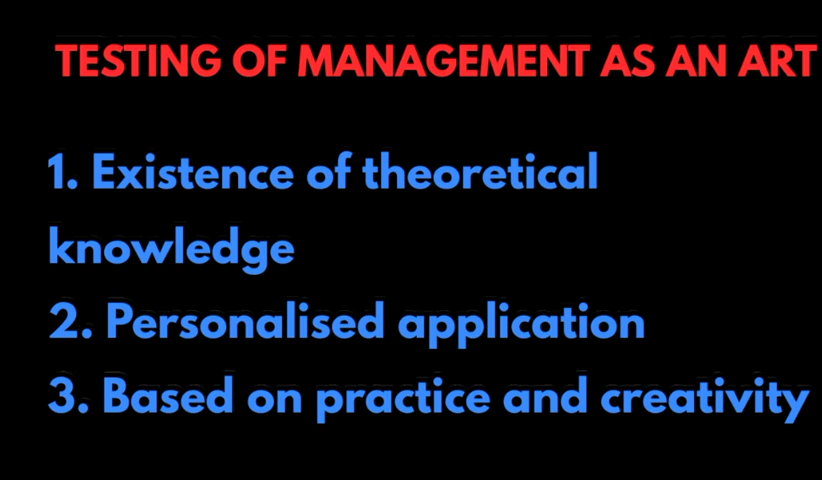 TESTING OF MANAGEMENT AS AN ART
1. Existence of theoretical
knowledge
2. Personalised application
3. Based on practice and creativity